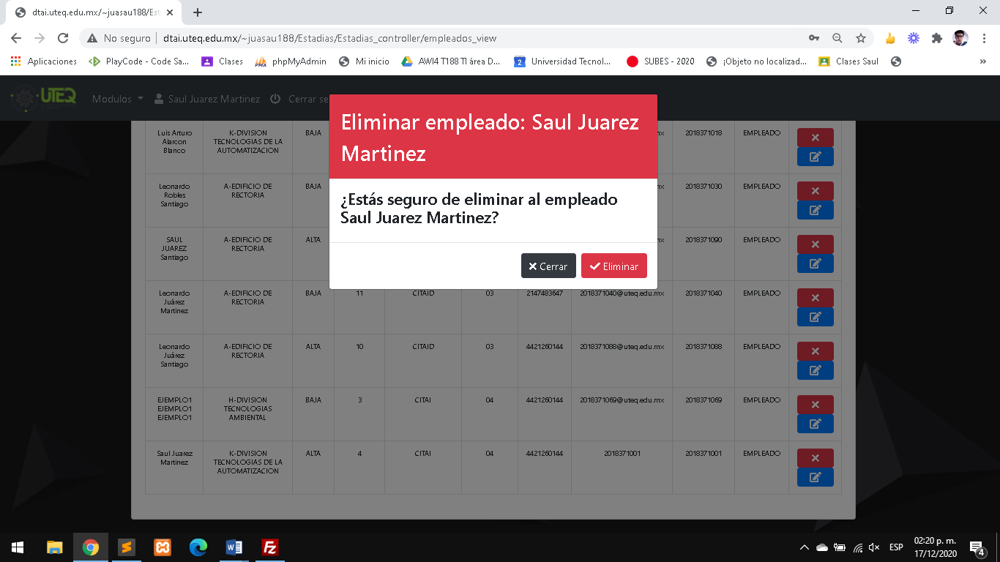 dtai.uteq.edu.mx/~juasau188/Est
No seguro | dtai.uteq.edu.mx/~juasau188/Estadias/Estadias_controller/empleados_view
Aplicaciones PlayCode - Code Sa... Clases phpMyAdmin Mi inicio AWI4 T188 TI área D... Universidad Tecnol... SUBES - 2020 ¡Objeto no localizad... Clases Saul »
UTEQ Modulos Saul Juarez Martinez Cerrar se
Eliminar empleado: Saul Juarez
Martinez
¿Estás seguro de eliminar al empleado
Saul Juarez Martinez?
Cerrar Eliminar
Luis Arturo K-DIVISION BAJA 2018371018 EMPLEADO
Alarcon TECNOLOGIAS DE LA
Blanco AUTOMATIZACION
Leonardo A-EDIFICIO DE BAJA 2018371030 EMPLEADO
Robles RECTORIA
Santiago
SAUL A-EDIFICIO DE ALTA 2018371090 EMPLEADO
JUAREZ RECTORIA
Santiago
Leonardo A-EDIFICIO DE BAJA 11 CITAID 03 2147483647 2018371040@uteq.edu.mx 2018371040 EMPLEADO
Juárez RECTORIA
Martinez
Leonardo A-EDIFICIO DE ALTA 10 CITAID 03 4421260144 2018371088@uteq.edu.mx 2018371088 EMPLEADO
Juárez RECTORIA
Santiago
EJEMPLO1 H-DIVISION BAJA 3 CITAI 04 4421260144 2018371069@uteq.edu.mx 2018371069 EMPLEADO
EJEMPLO1 TECNOLOGIAS
EJEMPLO1 AMBIENTAL
Saul Juarez K-DIVISION ALTA 4 CITAI 04 4421260144 2018371001 2018371001 EMPLEADO
Martinez TECNOLOGIAS DE LA
AUTOMATIZACION
ESP 02:20 p. m.
17/12/2020 4